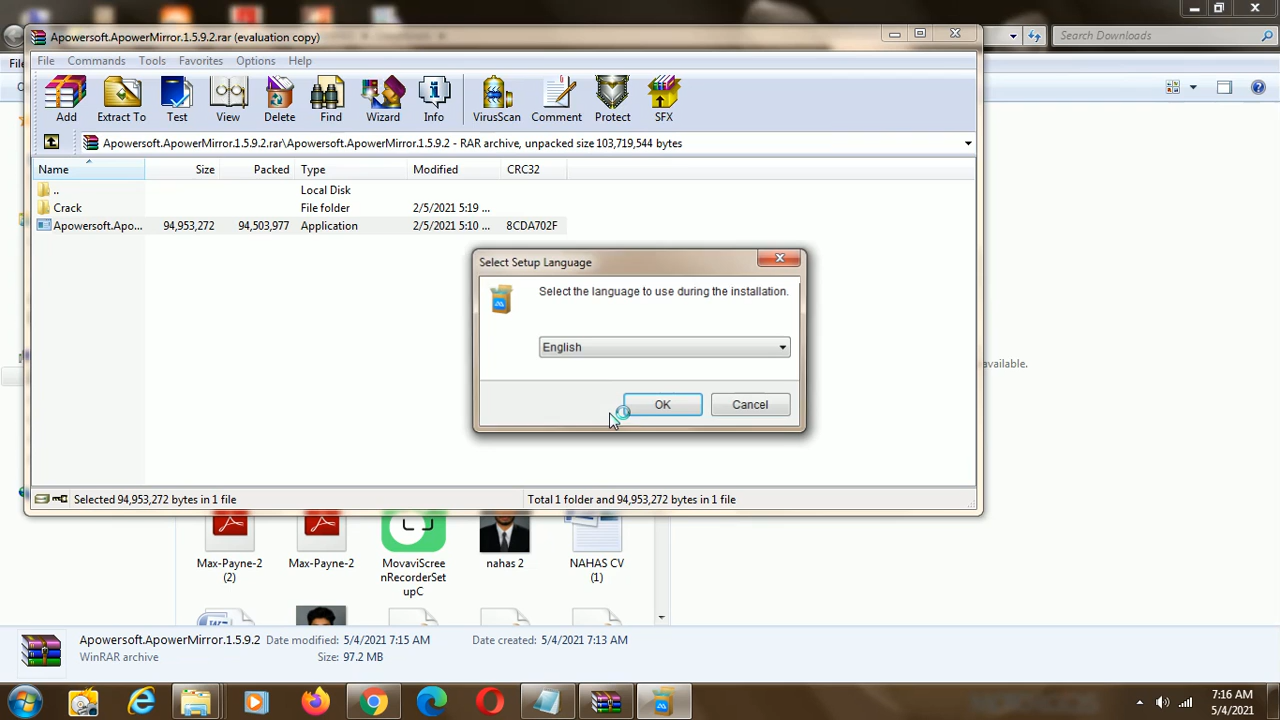 Apowersoft.ApowerMirror.1.5.9.2.rar (evaluation copy)
Search Downloads
File Commands Tools Favorites Options Help
Add Extract To Test View Delete Find Wizard Info VirusScan Comment Protect SFX
Apowersoft.ApowerMirror.1.5.9.2.rar\Apowersoft.ApowerMirror.1.5.9.2 - RAR archive, unpacked size 103,719,544 bytes
Name Size Packed Type Modified CRC32
.. Local Disk
Crack File folder 2/5/2021 5:19 ...
Apowersoft.Apo... 94,953,272 94,503,977 Application 2/5/2021 5:10 ... 8CDA702F
Select Setup Language
Select the language to use during the installation.
English
OK Cancel
available.
Selected 94,953,272 bytes in 1 file Total 1 folder and 94,953,272 bytes in 1 file
Max-Payne-2 (2)
Max-Payne-2
MovaviScreenRecorderSetupC
nahas 2
NAHAS CV (1)
Apowersoft.ApowerMirror.1.5.9.2 Date modified: 5/4/2021 7:15 AM Date created: 5/4/2021 7:13 AM
WinRAR archive Size: 97.2 MB
7:16 AM
5/4/2021